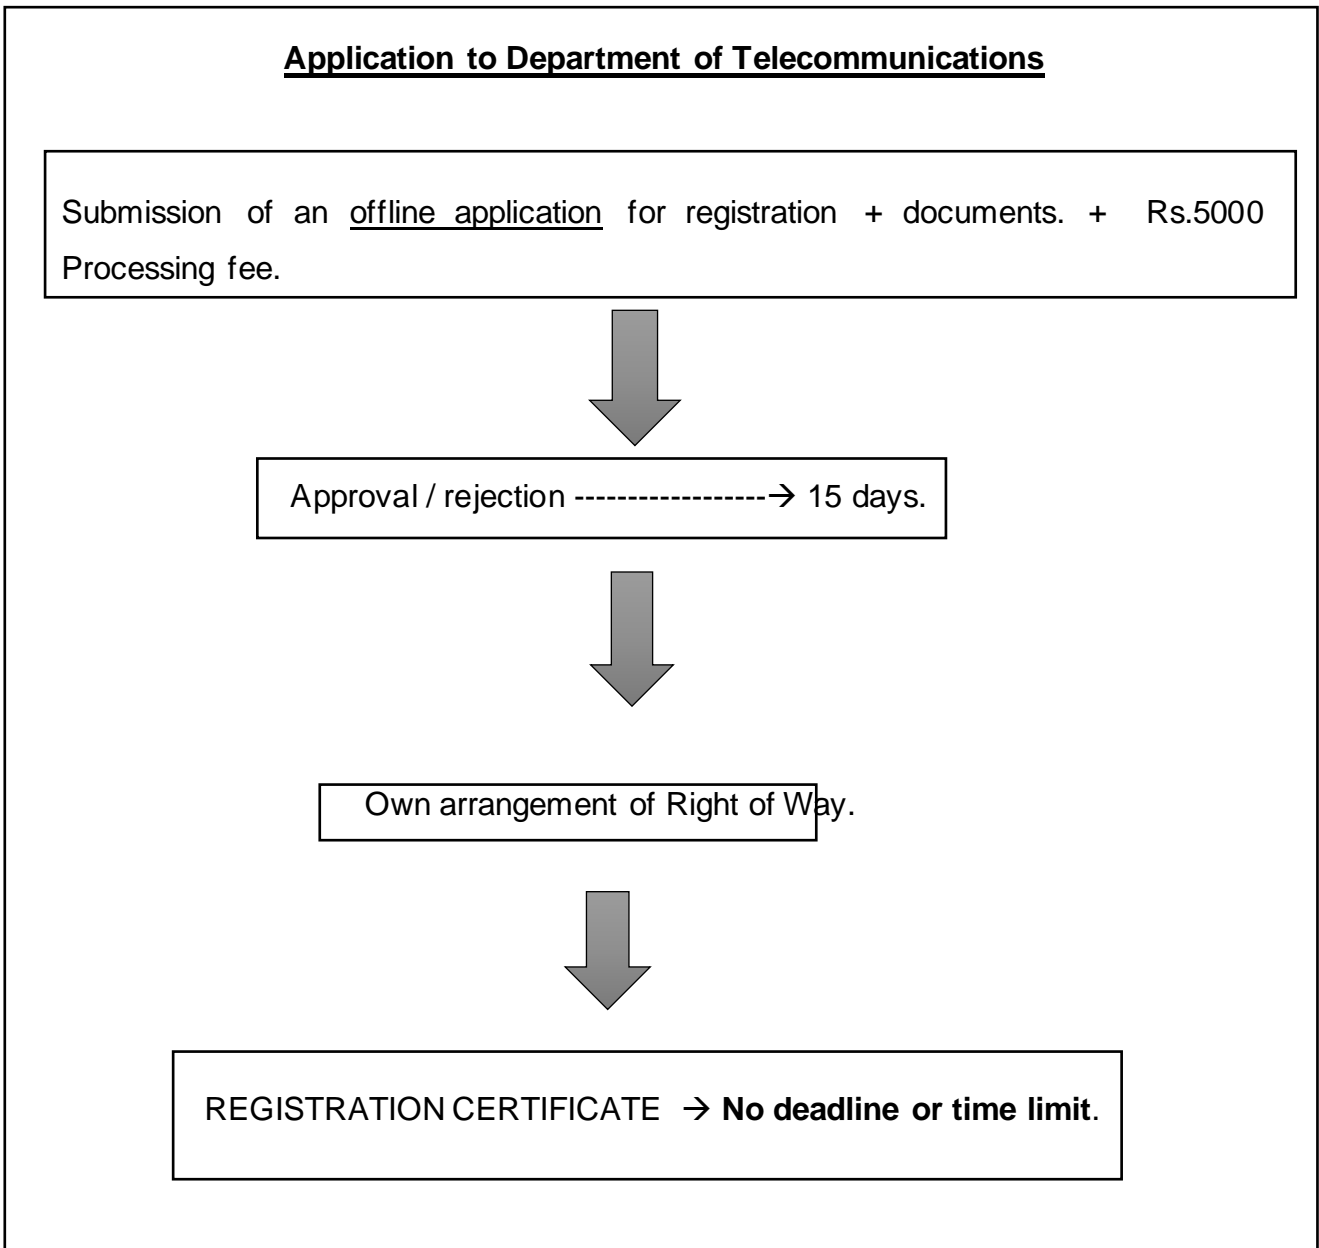 Application to Department of Telecommunications
Submission of an offline application for registration + documents. + Rs.5000
Processing fee.
Approval / rejection ------------------→ 15 days.
Own arrangement of Right of Way.
REGISTRATION CERTIFICATE → No deadline or time limit.